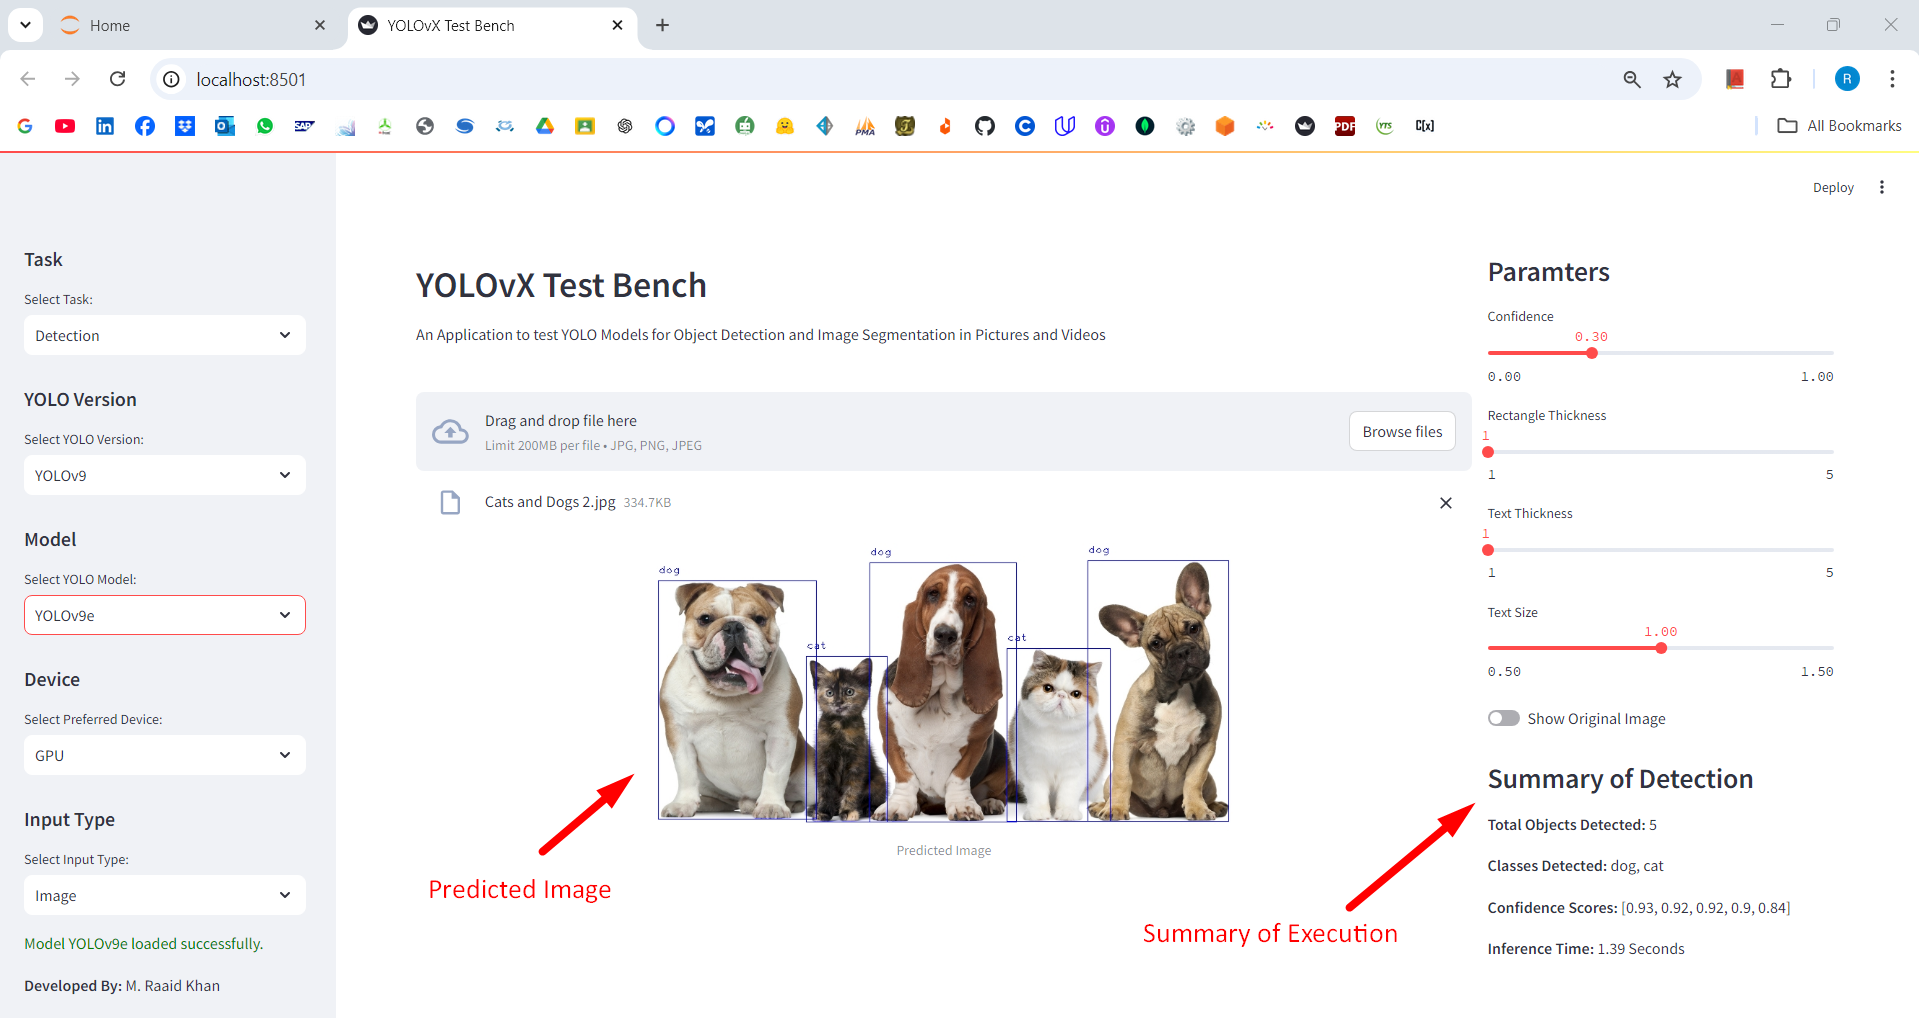 Home
YOLOvX Test Bench
localhost:8501
R
SAP
PMA
PDF
YTS
C[x]
All Bookmarks
Deploy
Task
Select Task:
Detection
YOLO Version
Select YOLO Version:
YOLOv9
Model
Select YOLO Model:
YOLOv9e
Device
Select Preferred Device:
GPU
Input Type
Select Input Type:
Image
Model YOLOv9e loaded successfully.
Developed By: M. Raaid Khan
YOLOvX Test Bench
An Application to test YOLO Models for Object Detection and Image Segmentation in Pictures and Videos
Drag and drop file here
Limit 200MB per file • JPG, PNG, JPEG
Browse files
Cats and Dogs 2.jpg 334.7KB
dog
cat
dog
cat
dog
Predicted Image
Predicted Image
Summary of Execution
Paramters
Confidence
0.30
0.00 1.00
Rectangle Thickness
1
1 5
Text Thickness
1
1 5
Text Size
1.00
0.50 1.50
Show Original Image
Summary of Detection
Total Objects Detected: 5
Classes Detected: dog, cat
Confidence Scores: [0.93, 0.92, 0.92, 0.9, 0.84]
Inference Time: 1.39 Seconds